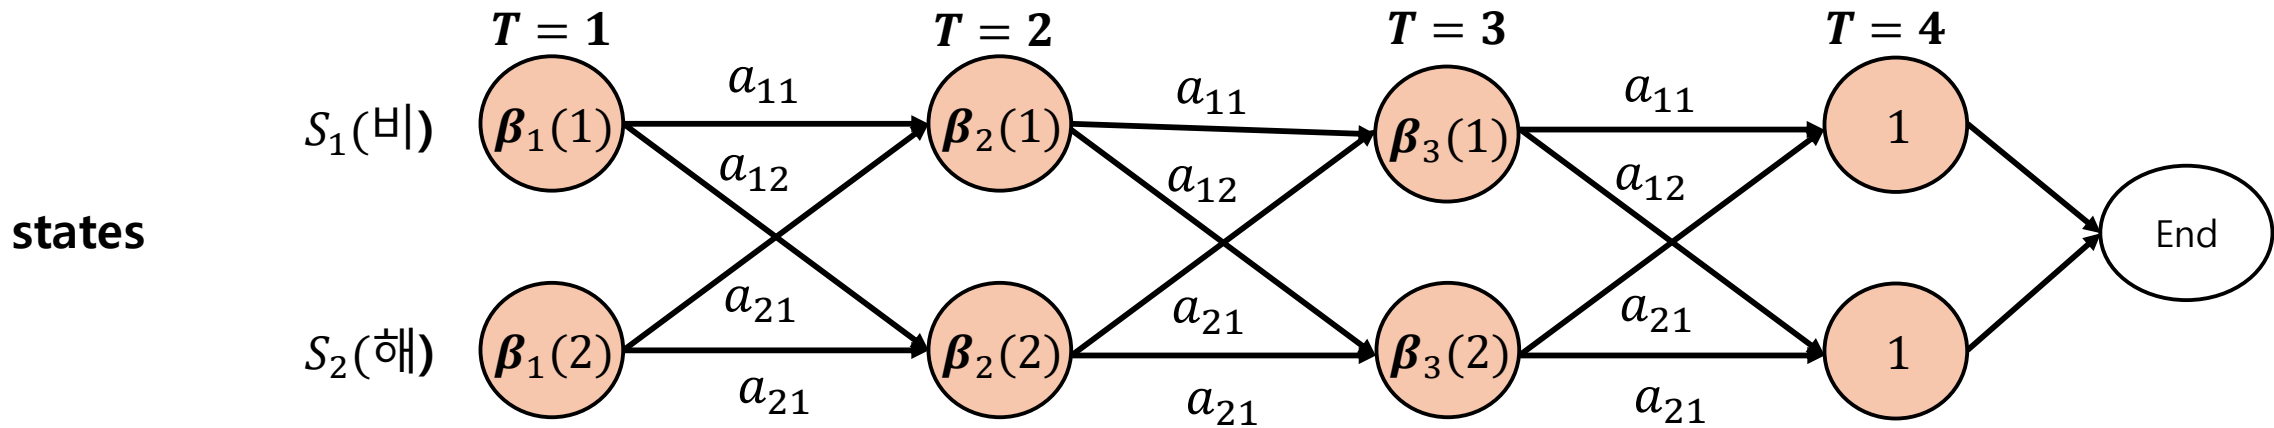 T = 1 T = 2 T = 3 T = 4
a₁₁ a₁₁ a₁₁
S₁(비) β₁(1) β₂(1) β₃(1) 1
a₁₂ a₁₂ a₁₂
states End
a₂₁ a₂₁ a₂₁
S₂(해) β₁(2) β₂(2) β₃(2) 1
a₂₁ a₂₁ a₂₁